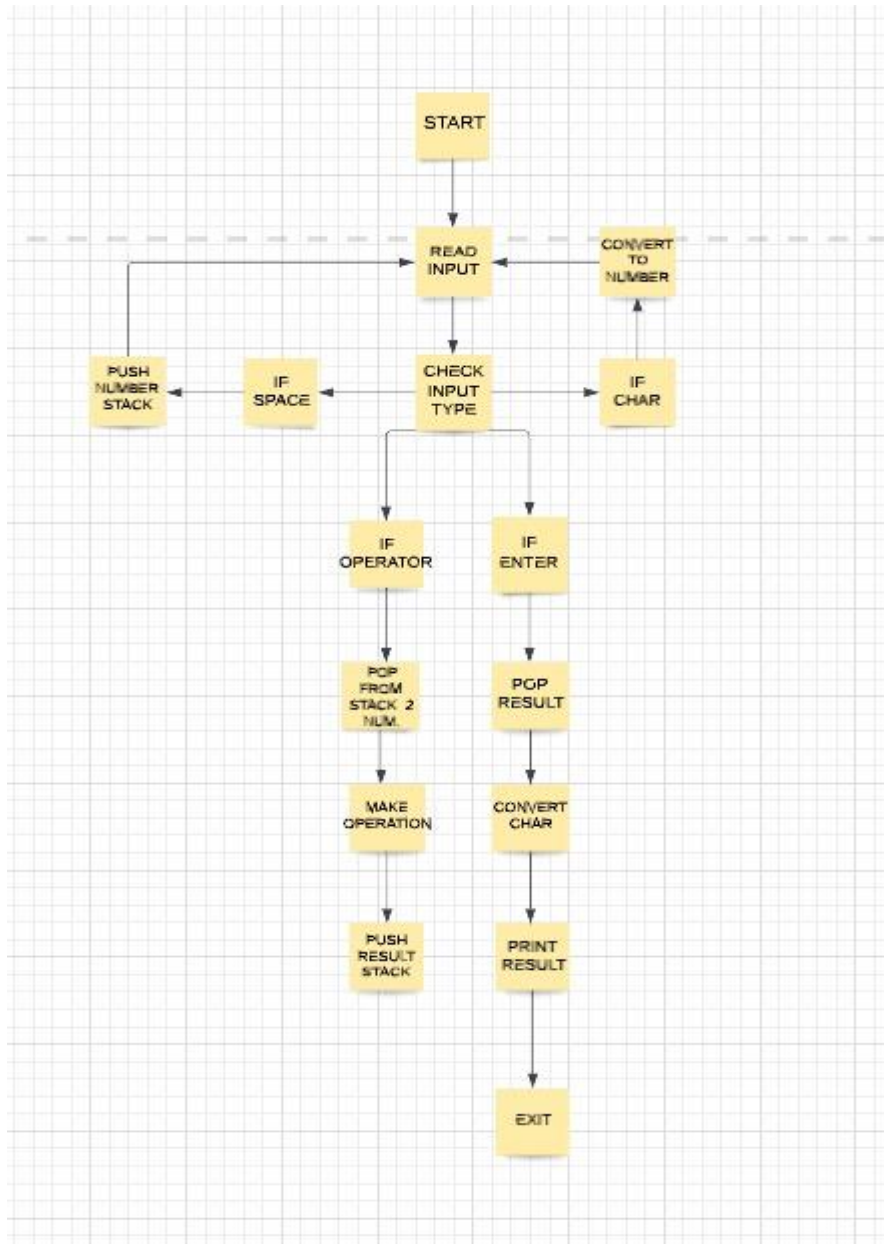 START
READ
INPUT
CONVERT
TO
NUMBER
PUSH
NUMBER
STACK
IF
SPACE
CHECK
INPUT
TYPE
IF
CHAR
IF
OPERATOR
IF
ENTER
POP
FROM
STACK 2
NUM.
POP
RESULT
MAKE
OPERATION
CONVERT
CHAR
PUSH
RESULT
STACK
PRINT
RESULT
EXIT